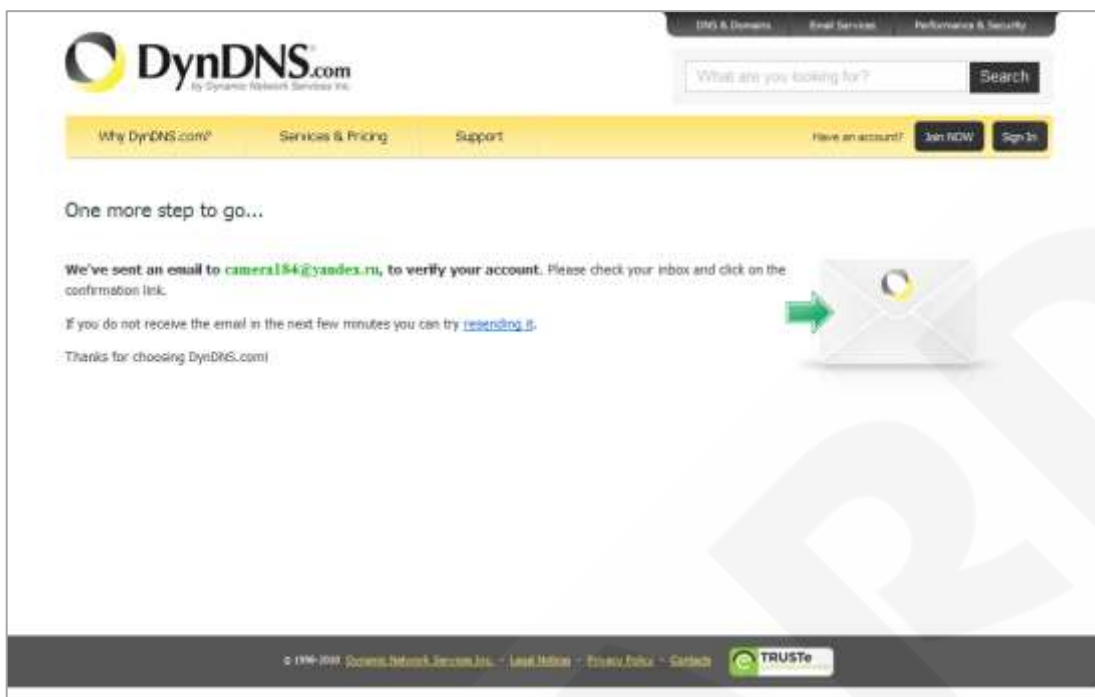 DNS & Domains Email Services Performance & Security
DynDNS.com
by Dynamic Network Services Inc.
What are you looking for? Search
Why DynDNS.com? Services & Pricing Support Have an account? Join NOW Sign In
One more step to go...
We've sent an email to camera184@yandex.ru, to verify your account. Please check your inbox and click on the
confirmation link.
If you do not receive the email in the next few minutes you can try resending it.
Thanks for choosing DynDNS.com!
© 1998-2010 Dynamic Network Services Inc. - Legal Notices - Privacy Policy - Contacts TRUSTe